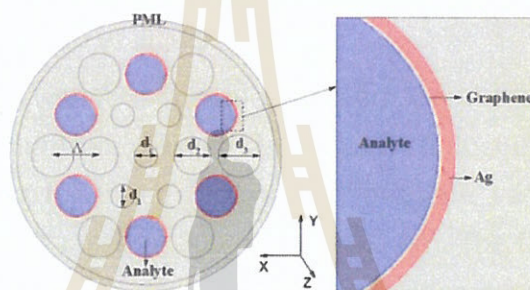 PML
Graphene
Analyte
Ag
Λ
d₂
d₃
d₁
Y
X
Z
Analyte